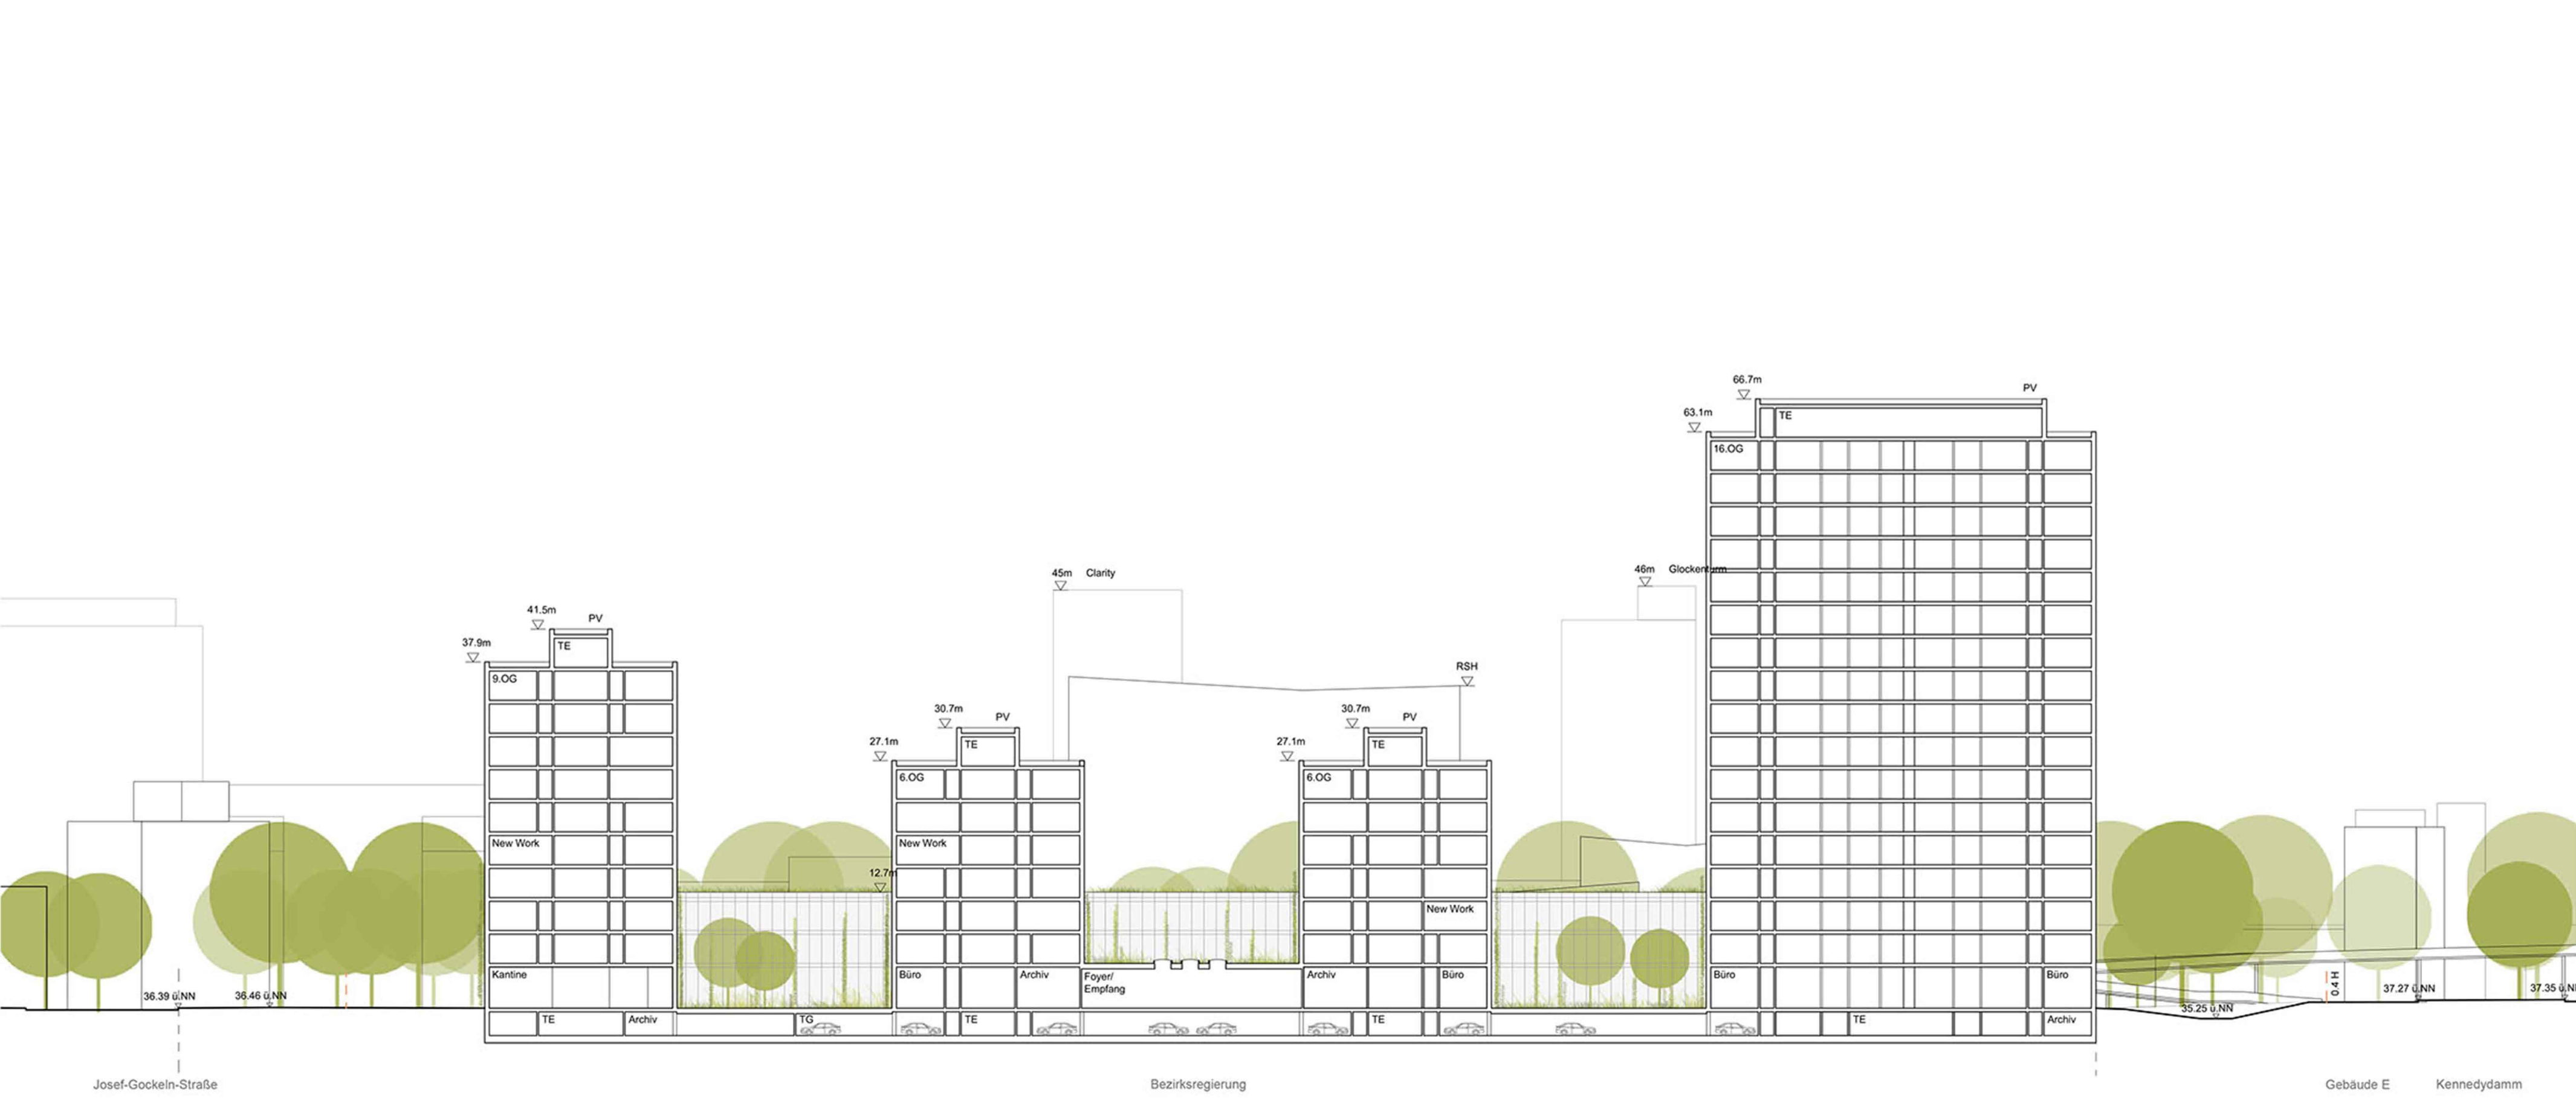 66.7m
PV
63.1m
TE
16.OG
45m Clarity
46m Glockenturm
41.5m
PV
37.9m
TE
9.OG
RSH
30.7m
PV
30.7m
PV
27.1m
TE
27.1m
TE
6.OG
6.OG
New Work
New Work
12.7m
New Work
Kantine
Büro
Archiv
Foyer/
Empfang
Archiv
Büro
Büro
Büro
0.4 H
36.39 ü.NN
36.46 ü.NN
37.27 ü.NN
37.35 ü.N
35.25 ü.NN
TE
Archiv
TG
TE
TE
TE
Archiv
Josef-Gockeln-Straße
Bezirksregierung
Gebäude E
Kennedydamm